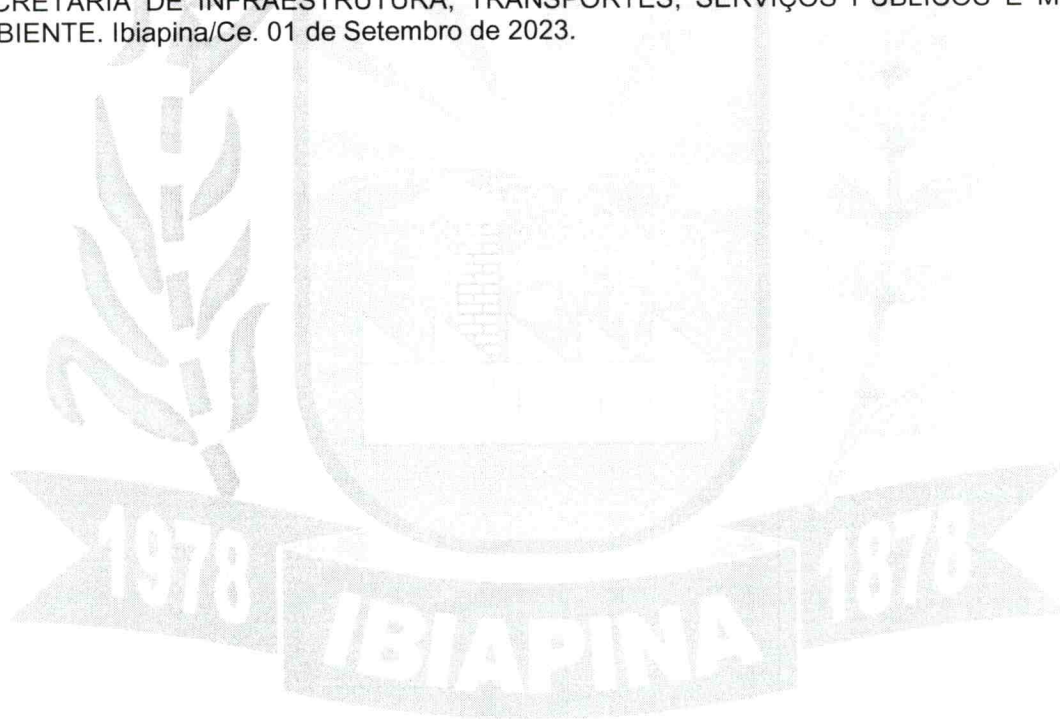 CRETARIA DE INFRAESTRUTURA, TRANSPORTES, SERVIÇOS PÚBLICOS E M
BIENTE. Ibiapina/Ce. 01 de Setembro de 2023.
1978
IBIAPINA
1878